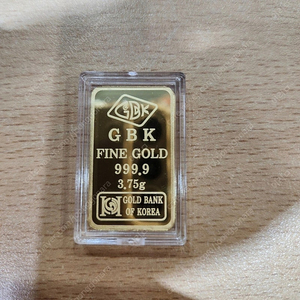 GBK
GBK
FINE GOLD
999.9
3.75g
GOLD BANK
OF KOREA